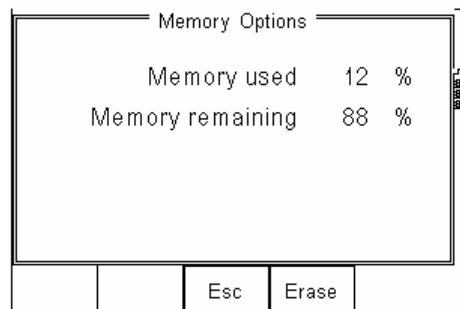 Memory Options
Memory used 12 %
Memory remaining 88 %
Esc Erase